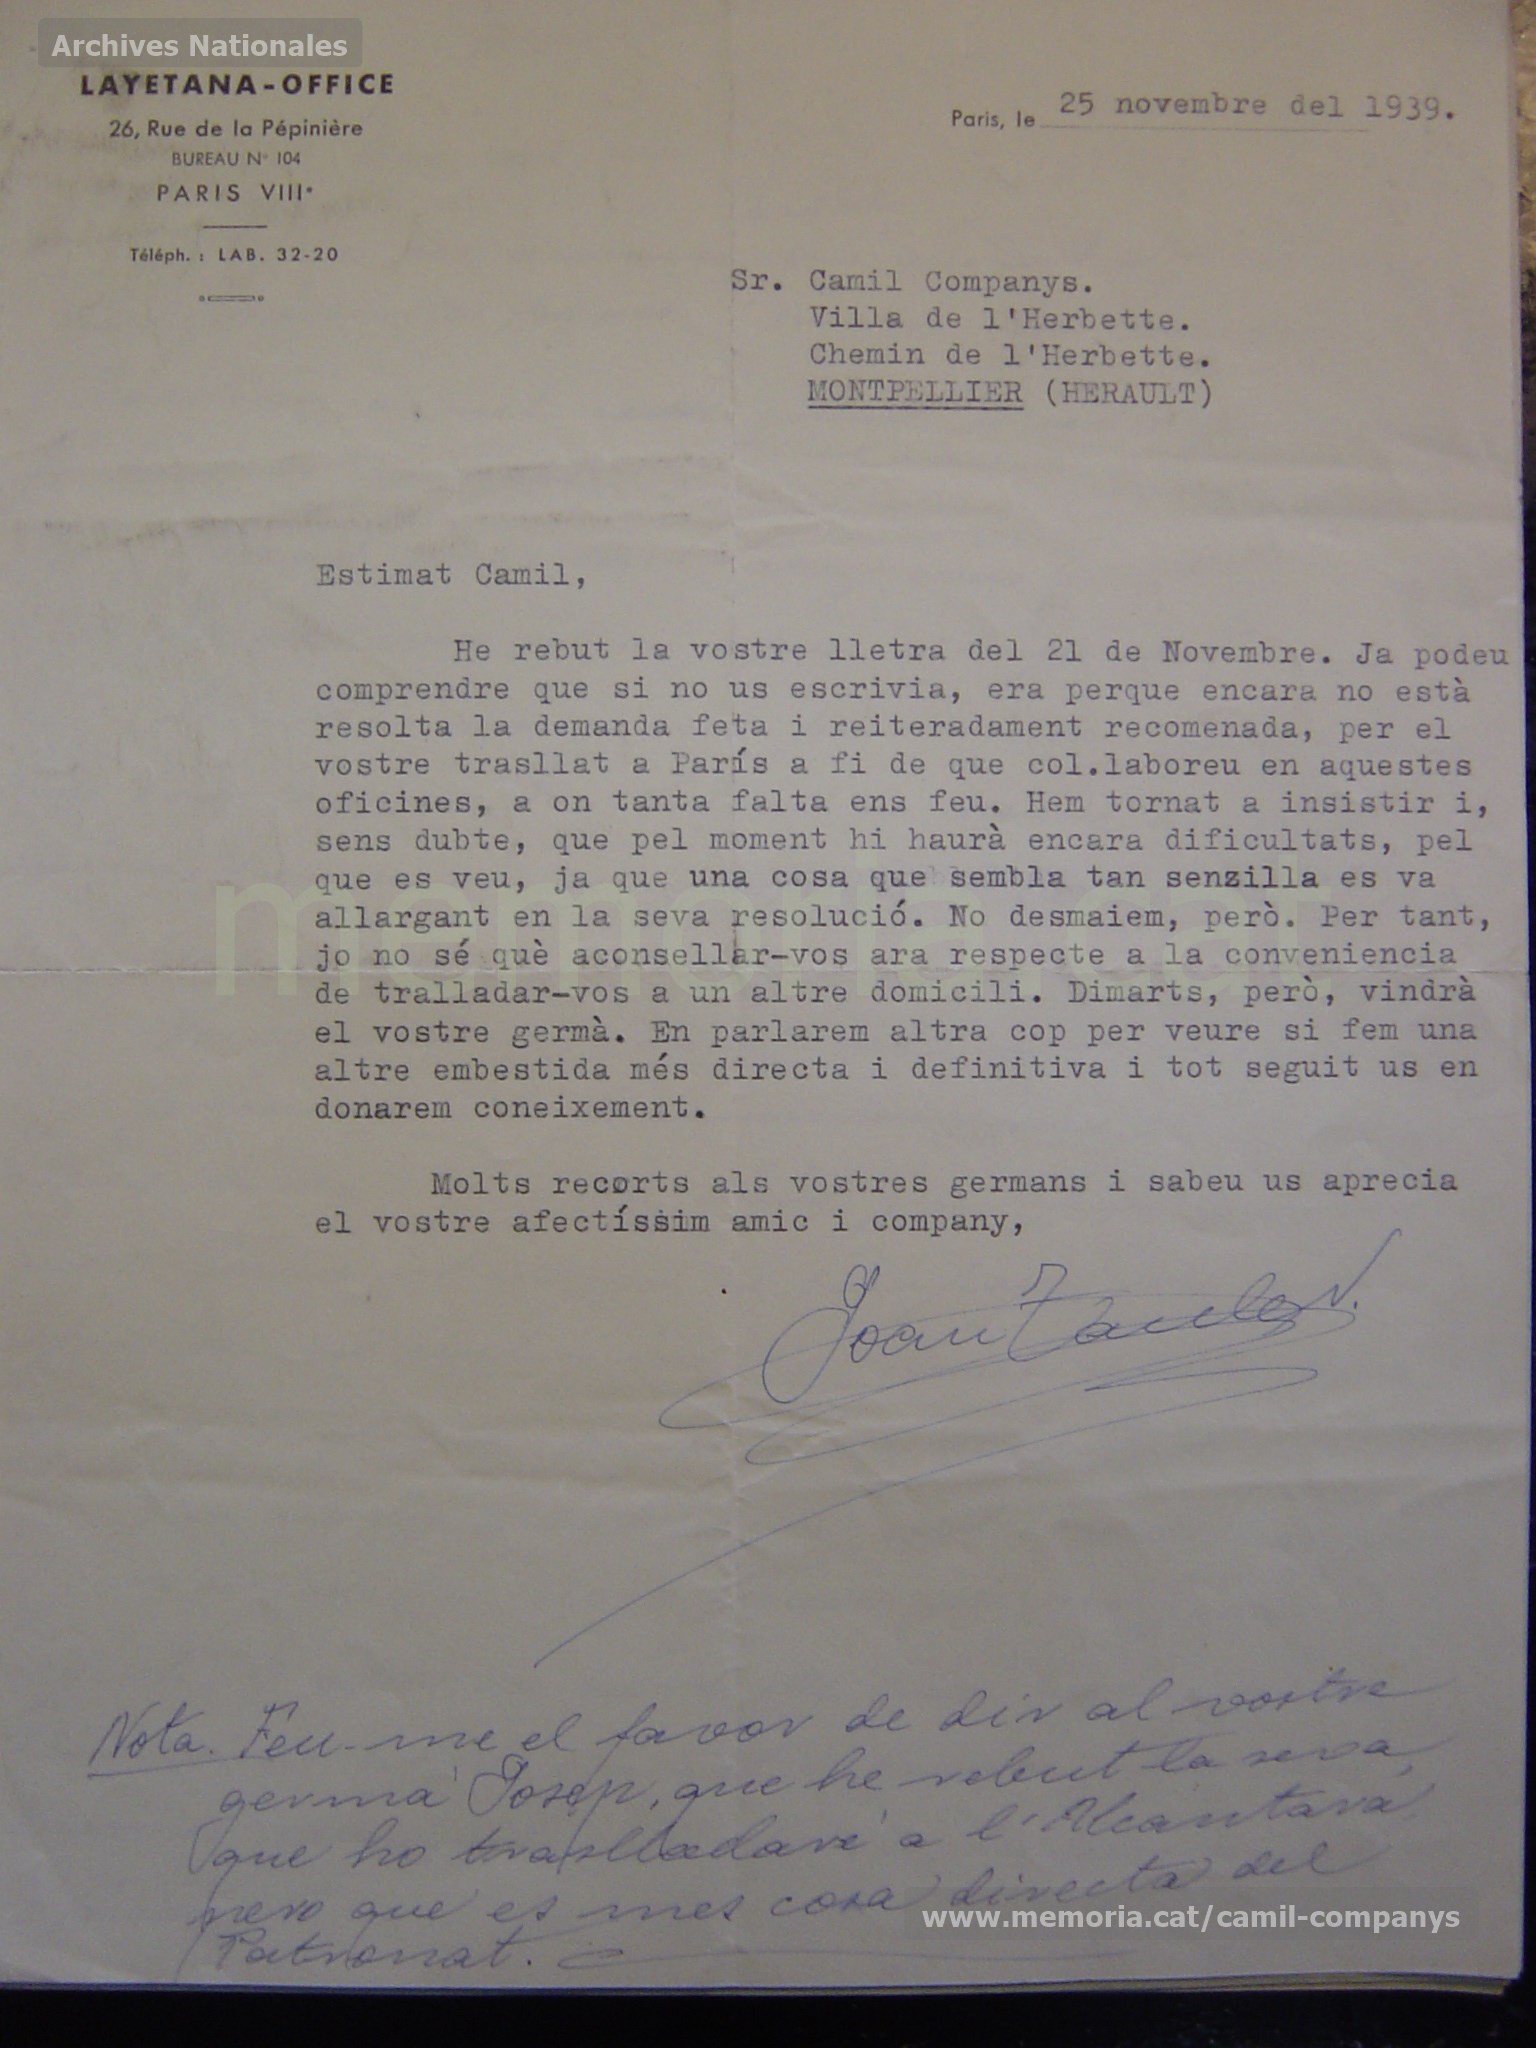 Archives Nationales
LAYETANA-OFFICE
26, Rue de la Pépinière
BUREAU Nº 104
PARIS VIIIe
Téléph. : LAB. 32-20
Paris, le 25 novembre del 1939.
Sr. Camil Companys.
Villa de l'Herbette.
Chemin de l'Herbette.
MONTPELLIER (HERAULT)
Estimat Camil,
He rebut la vostre lletra del 21 de Novembre. Ja podeu
comprendre que si no us escrivia, era perque encara no està
resolta la demanda feta i reiteradament recomenada, per el
vostre trasllat a París a fi de que col.laboreu en aquestes
oficines, a on tanta falta ens feu. Hem tornat a insistir i,
sens dubte, que pel moment hi haurà encara dificultats, pel
que es veu, ja que una cosa que sembla tan senzilla es va
allargant en la seva resolució. No desmaiem, però. Per tant,
jo no sé què aconsellar-vos ara respecte a la conveniencia
de tralladar-vos a un altre domicili. Dimarts, però, vindrà
el vostre germà. En parlarem altra cop per veure si fem una
altre embestida més directa i definitiva i tot seguit us en
donarem coneixement.
Molts recorts als vostres germans i sabeu us aprecia
el vostre afectíssim amic i company,
Joan Tauler
Nota. Feu-me el favor de dir al vostre
germà Josep, que he rebut la seva,
que ho traslladaré a l'Alcàntara,
pero que es mes cosa directa del
Patronat.
memoria.cat
www.memoria.cat/camil-companys